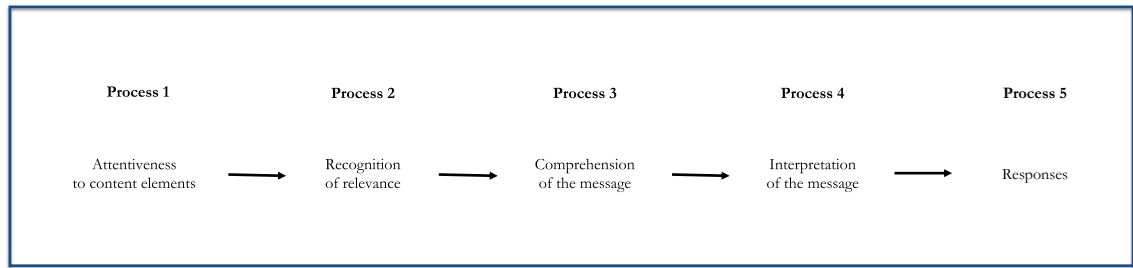 Process 1
Process 2
Process 3
Process 4
Process 5
Attentiveness
to content elements
Recognition
of relevance
Comprehension
of the message
Interpretation
of the message
Responses